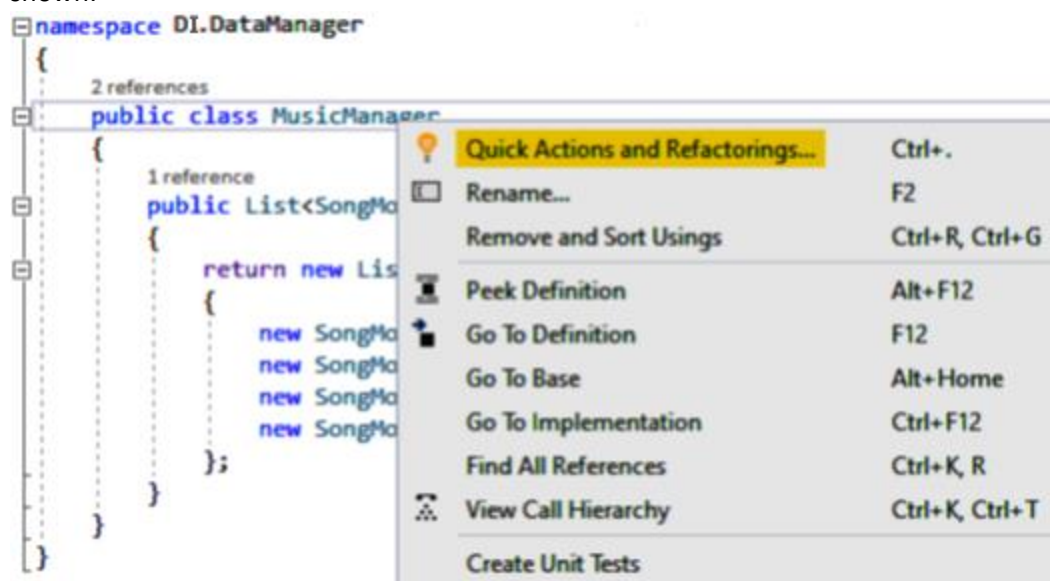 namespace DI.DataManager
{
2 references
public class MusicManager
{
1 reference
public List<SongMo
{
return new Lis
{
new SongMo
new SongMo
new SongMo
new SongMo
};
}
}
}
Quick Actions and Refactorings... Ctrl+.
Rename... F2
Remove and Sort Usings Ctrl+R, Ctrl+G
Peek Definition Alt+F12
Go To Definition F12
Go To Base Alt+Home
Go To Implementation Ctrl+F12
Find All References Ctrl+K, R
View Call Hierarchy Ctrl+K, Ctrl+T
Create Unit Tests